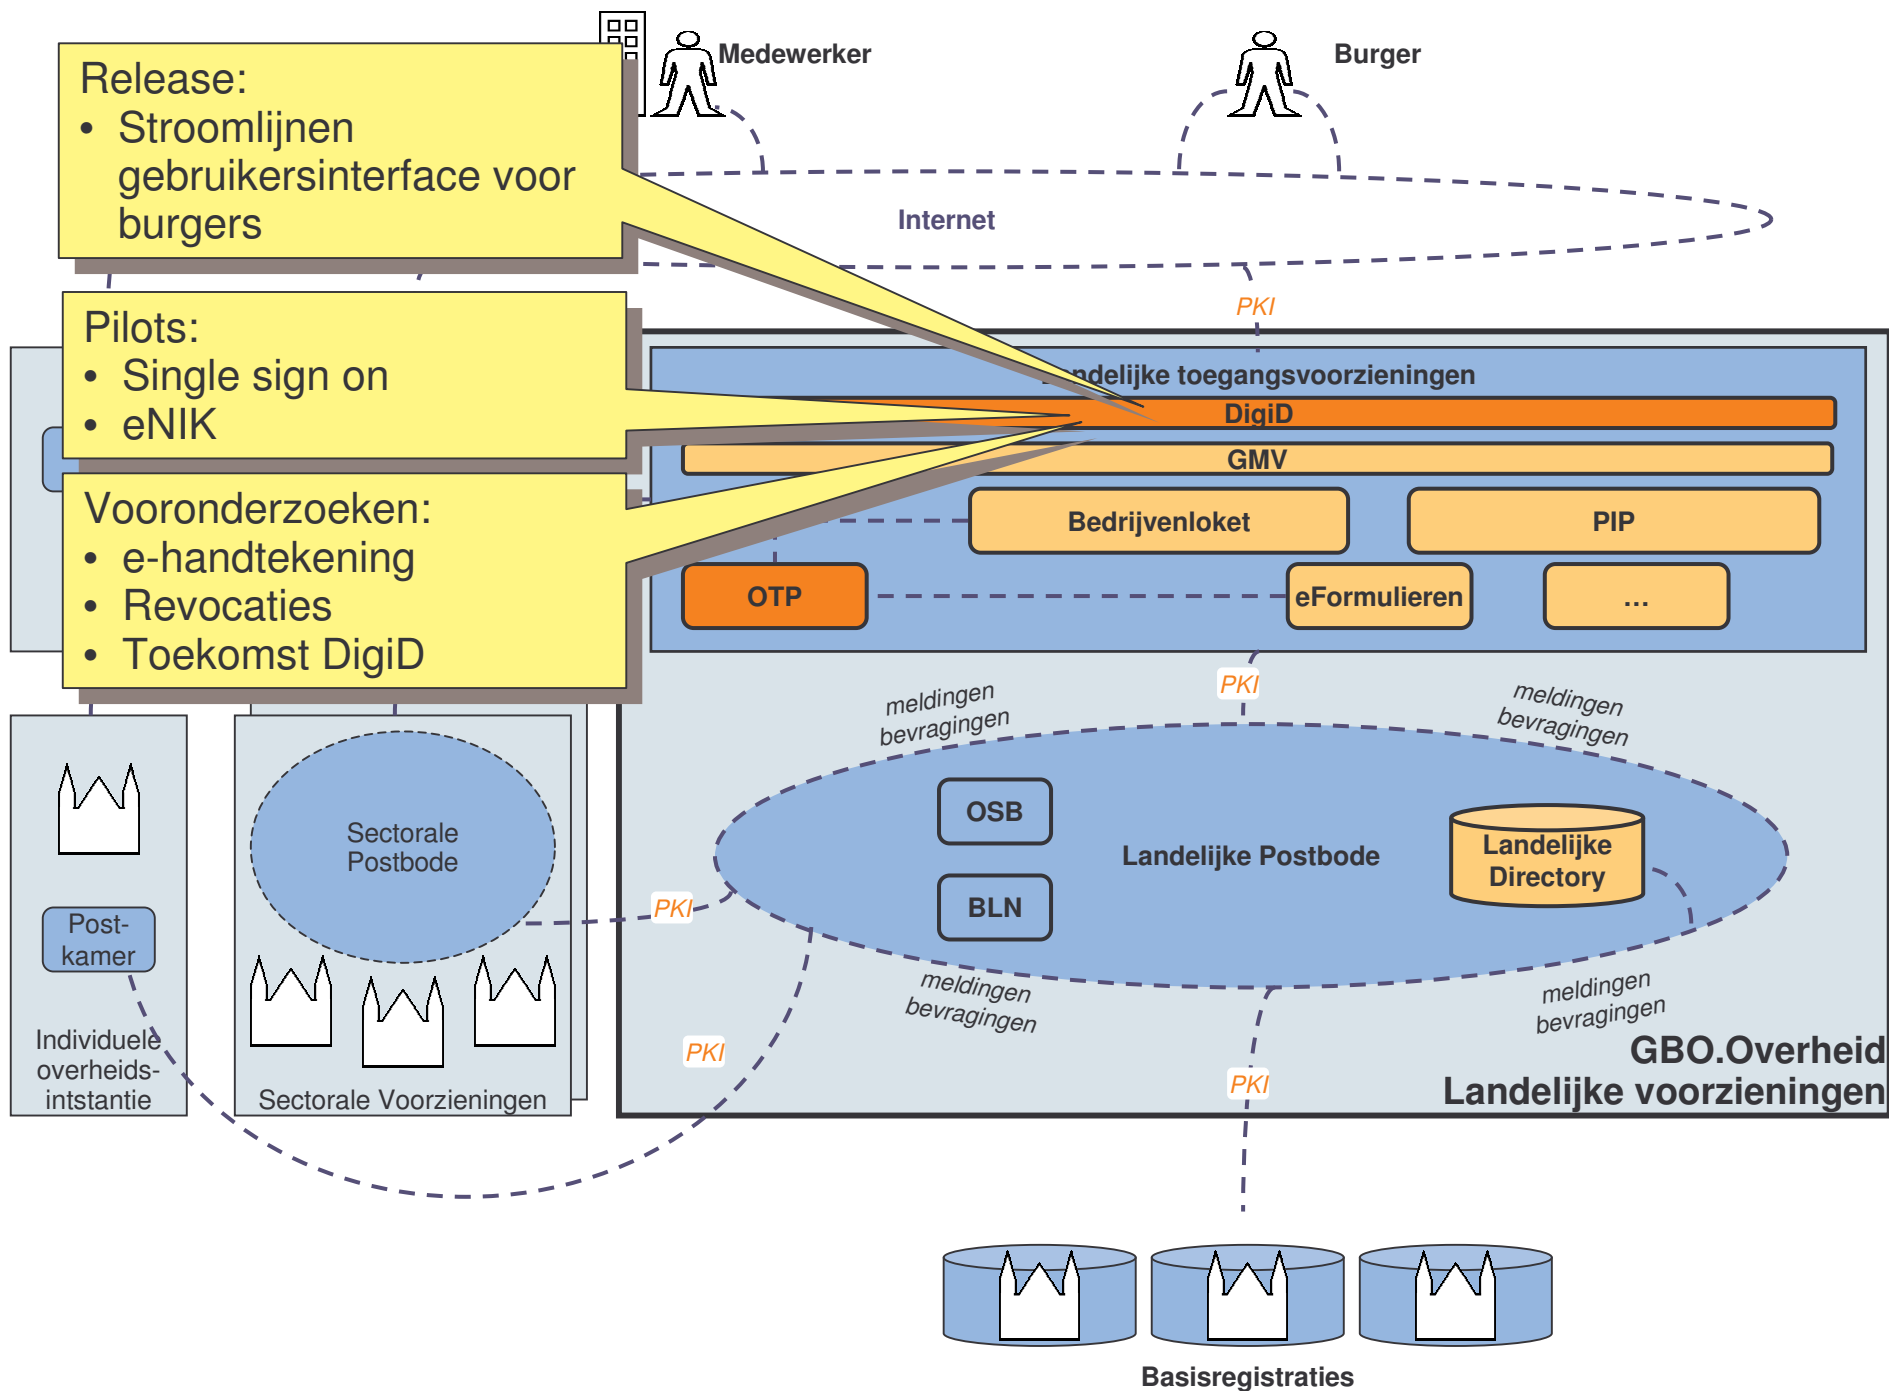 Medewerker
Burger
Release:
• Stroomlijnen
gebruikersinterface voor
burgers
Internet
PKI
Pilots:
• Single sign on
• eNIK
Vooronderzoeken:
• e-handtekening
• Revocaties
• Toekomst DigiD
ndelijke toegangsvoorzieningen
DigiD
GMV
Bedrijvenloket
PIP
OTP
eFormulieren
...
PKI
meldingen
bevragingen
meldingen
bevragingen
Sectorale
Postbode
OSB
Landelijke Postbode
Landelijke
Directory
BLN
PKI
Post-
kamer
meldingen
bevragingen
meldingen
bevragingen
Individuele
overheids-
intstantie
Sectorale Voorzieningen
PKI
PKI
GBO.Overheid
Landelijke voorzieningen
Basisregistraties